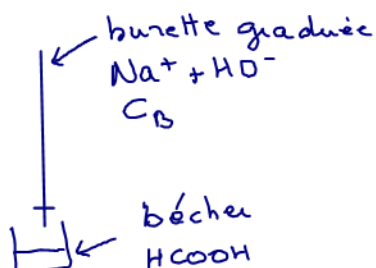 burette graduée
Na⁺ + HO⁻
C_B
bécher
HCOOH